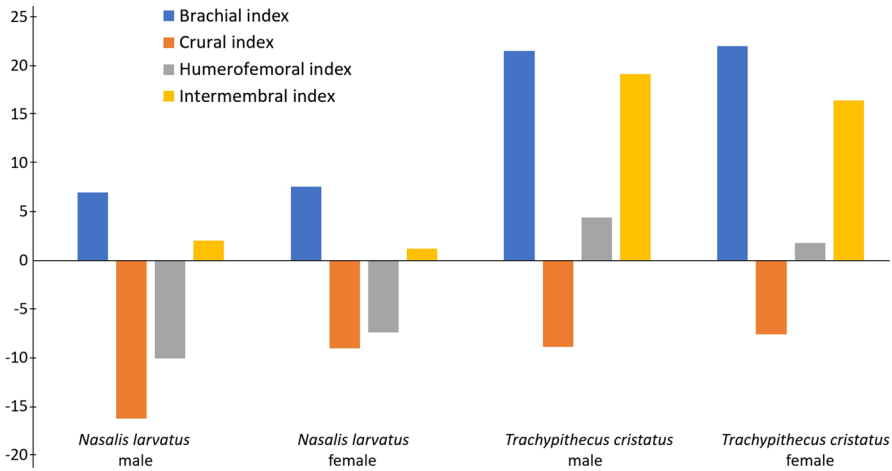 25
20
15
10
5
0
-5
-10
-15
-20
Brachial index
Crural index
Humerofemoral index
Intermembral index
Nasalis larvatus
male
Nasalis larvatus
female
Trachypithecus cristatus
male
Trachypithecus cristatus
female